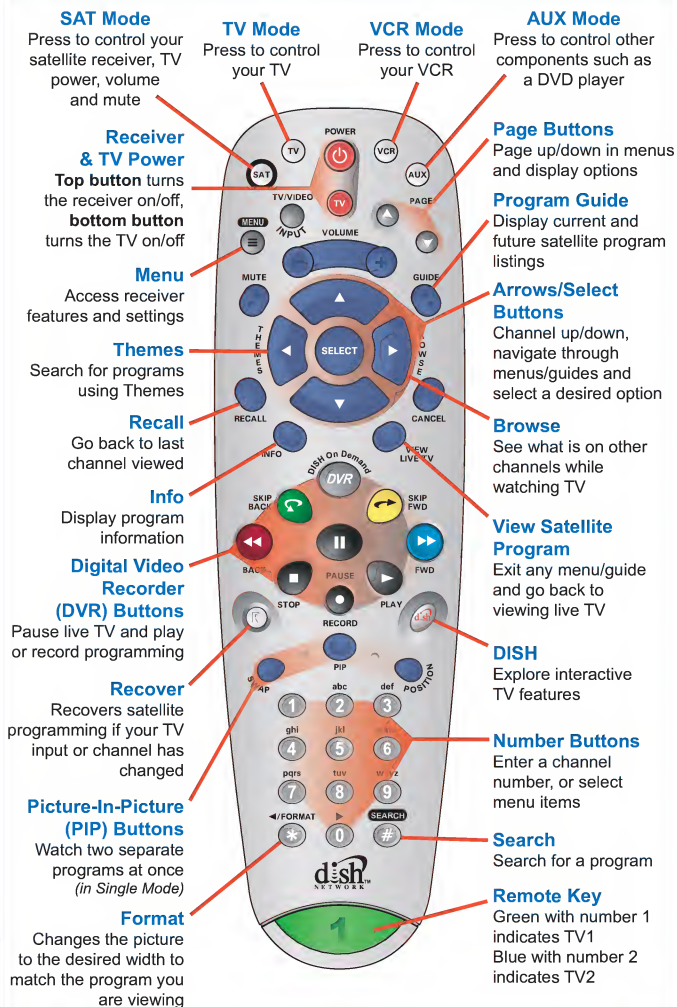 SAT Mode
Press to control your
satellite receiver, TV
power, volume
and mute
TV Mode
Press to control
your TV
VCR Mode
Press to control
your VCR
AUX Mode
Press to control other
components such as
a DVD player
Receiver
& TV Power
Top button turns
the receiver on/off,
bottom button
turns the TV on/off
Menu
Access receiver
features and settings
Themes
Search for programs
using Themes
Recall
Go back to last
channel viewed
Info
Display program
information
Digital Video
Recorder
(DVR) Buttons
Pause live TV and play
or record programming
Recover
Recovers satellite
programming if your TV
input or channel has
changed
Picture-In-Picture
(PIP) Buttons
Watch two separate
programs at once
(in Single Mode)
Format
Changes the picture
to the desired width to
match the program you
are viewing
POWER
TV
VCR
SAT
AUX
TV
TV/VIDEO
INPUT
PAGE
MENU
VOLUME
MUTE
GUIDE
THEMES
SELECT
RECALL
CANCEL
INFO
VIEW
LIVE TV
DISH On Demand
DVR
SKIP
BACK
SKIP
FWD
BACK
FWD
PAUSE
STOP
PLAY
RECORD
R
dish
PIP
SWAP
POSITION
abc
def
1
2
3
ghi
jkl
4
5
6
pqrs
tuv
7
8
9
◄/FORMAT
►
SEARCH
*
0
#
dish
NETWORK
TM
1
Page Buttons
Page up/down in menus
and display options
Program Guide
Display current and
future satellite program
listings
Arrows/Select
Buttons
Channel up/down,
navigate through
menus/guides and
select a desired option
Browse
See what is on other
channels while
watching TV
View Satellite
Program
Exit any menu/guide
and go back to
viewing live TV
DISH
Explore interactive
TV features
Number Buttons
Enter a channel
number, or select
menu items
Search
Search for a program
Remote Key
Green with number 1
indicates TV1
Blue with number 2
indicates TV2